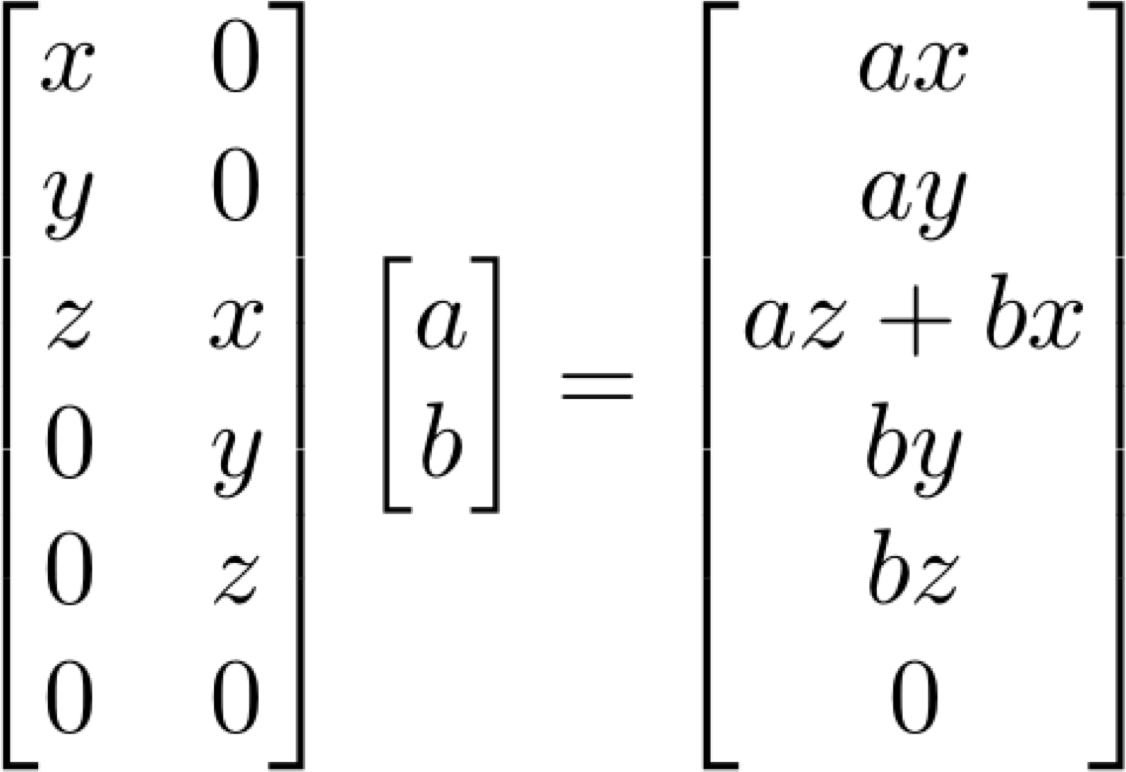 x 0 ax
y 0 ay
z x a az + bx
0 y b = by
0 z bz
0 0 0